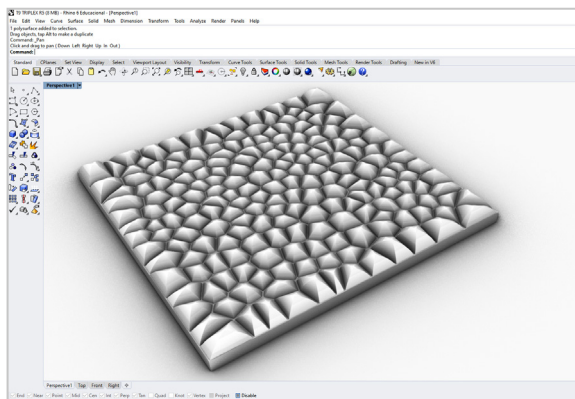 TV TRIPLEX R5 (8 MB) - Rhino 6 Educacional - [Perspective1]
File Edit View Curve Surface Solid Mesh Dimension Transform Tools Analyze Render Panels Help
1 polysurface added to selection.
Drag objects, tap Alt to make a duplicate
Command: _Pan
Click and drag to pan ( Down Left Right Up In Out )
Command:
Standard CPlanes Set View Display Select Viewport Layout Visibility Transform Curve Tools Surface Tools Solid Tools Mesh Tools Render Tools Drafting New in V6
Perspective1
Perspective1 Top Front Right
End Near Point Mid Cen Int Perp Tan Quad Knot Vertex Project Disable